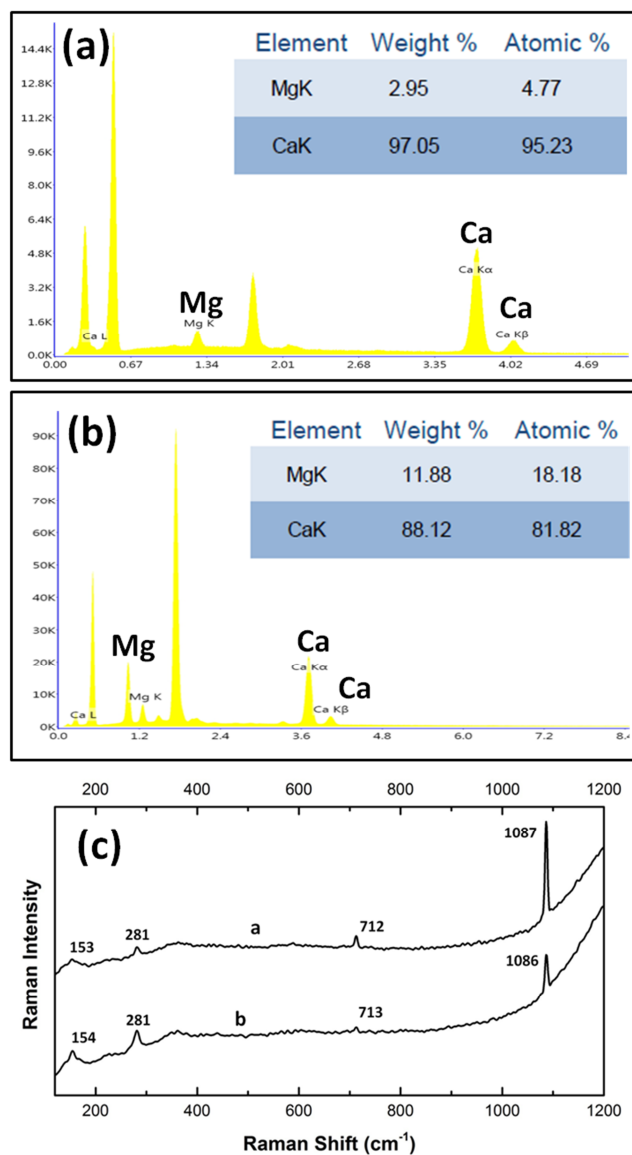 (a)
Element Weight % Atomic %
MgK 2.95 4.77
CaK 97.05 95.23
14.4K
12.8K
11.2K
9.6K
8.0K
6.4K
4.8K
3.2K
1.6K
0.0K
Ca L
Mg
Mg K
Ca
Ca Kα
Ca
Ca Kβ
0.00 0.67 1.34 2.01 2.68 3.35 4.02 4.69
(b)
Element Weight % Atomic %
MgK 11.88 18.18
CaK 88.12 81.82
90K
80K
70K
60K
50K
40K
30K
20K
10K
0K
Ca L
Mg
Mg K
Ca
Ca Kα
Ca
Ca Kβ
0.0 1.2 2.4 3.6 4.8 6.0 7.2 8.4
200 400 600 800 1000 1200
(c)
1087
153 281 a 712
1086
154 281 b 713
Raman Intensity
200 400 600 800 1000 1200
Raman Shift (cm⁻¹)